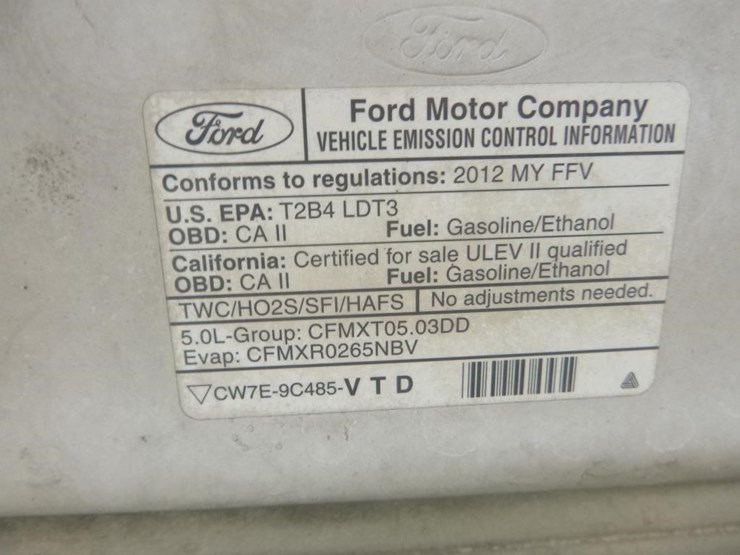 Ford
Ford
Ford Motor Company
VEHICLE EMISSION CONTROL INFORMATION
Conforms to regulations: 2012 MY FFV
U.S. EPA: T2B4 LDT3
OBD: CA II Fuel: Gasoline/Ethanol
California: Certified for sale ULEV II qualified
OBD: CA II Fuel: Gasoline/Ethanol
TWC/HO2S/SFI/HAFS No adjustments needed.
5.0L-Group: CFMXT05.03DD
Evap: CFMXR0265NBV
CW7E-9C485-V T D